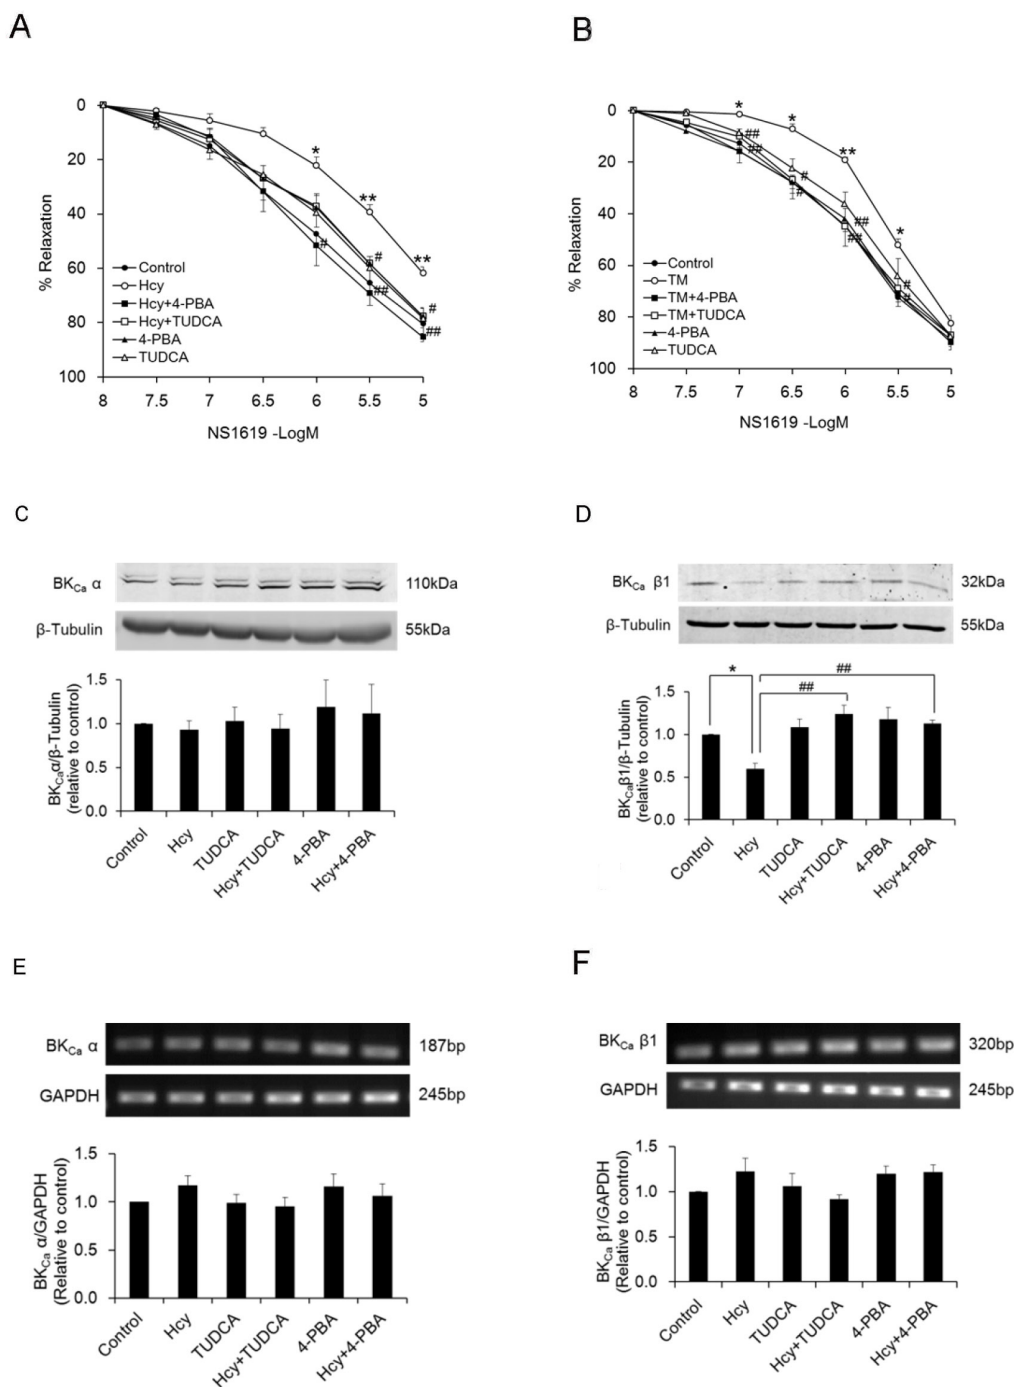 A
0
20
40
60
80
100
% Relaxation
*
**
**
#
#
##
#
##
Control
Hcy
Hcy+4-PBA
Hcy+TUDCA
4-PBA
TUDCA
8 7.5 7 6.5 6 5.5 5
NS1619 -LogM
B
0
20
40
60
80
100
% Relaxation
*
*
**
*
##
##
#
#
##
##
#
#
Control
TM
TM+4-PBA
TM+TUDCA
4-PBA
TUDCA
8 7.5 7 6.5 6 5.5 5
NS1619 -LogM
C
BKCa α 110kDa
β-Tubulin 55kDa
1.5
1.0
0.5
0.0
BKCaα/β-Tubulin
(relative to control)
Control Hcy TUDCA Hcy+TUDCA 4-PBA Hcy+4-PBA
D
BKCa β1 32kDa
β-Tubulin 55kDa
* ##
##
1.5
1.0
0.5
0.0
BKCaβ1/β-Tubulin
(relative to control)
Control Hcy TUDCA Hcy+TUDCA 4-PBA Hcy+4-PBA
E
BKCa α 187bp
GAPDH 245bp
1.5
1.0
0.5
0.0
BKCa α/GAPDH
(Relative to control)
Control Hcy TUDCA Hcy+TUDCA 4-PBA Hcy+4-PBA
F
BKCa β1 320bp
GAPDH 245bp
1.5
1.0
0.5
0.0
BKCa β1/GAPDH
(Relative to control)
Control Hcy TUDCA Hcy+TUDCA 4-PBA Hcy+4-PBA